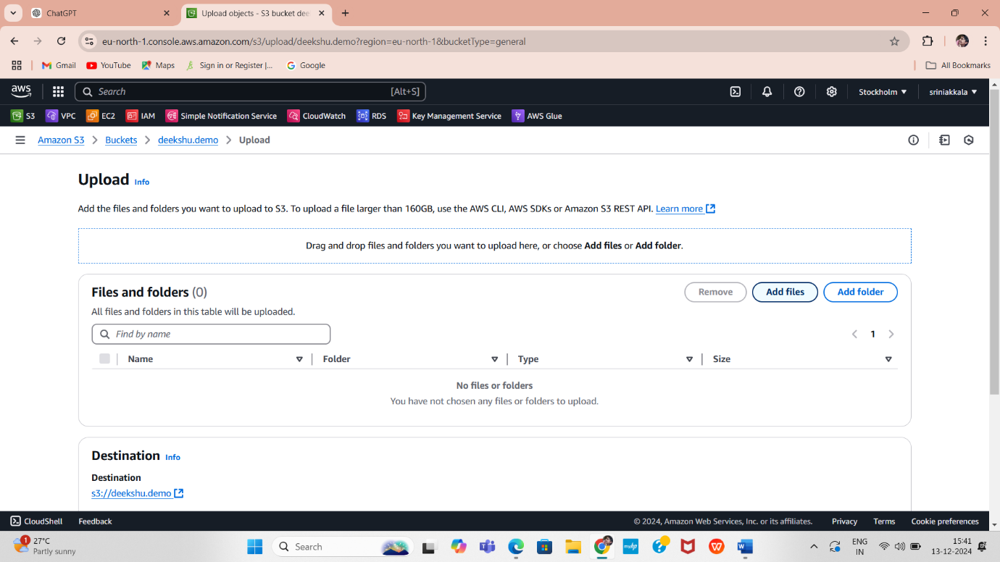 ChatGPT
Upload objects - S3 bucket dee
eu-north-1.console.aws.amazon.com/s3/upload/deekshu.demo?region=eu-north-1&bucketType=general
Gmail YouTube Maps Sign in or Register |... Google All Bookmarks
aws Search [Alt+S] Stockholm sriniakkala
S3 VPC EC2 IAM Simple Notification Service CloudWatch RDS Key Management Service AWS Glue
Amazon S3 > Buckets > deekshu.demo > Upload
Upload Info
Add the files and folders you want to upload to S3. To upload a file larger than 160GB, use the AWS CLI, AWS SDKs or Amazon S3 REST API. Learn more
Drag and drop files and folders you want to upload here, or choose Add files or Add folder.
Files and folders (0) Remove Add files Add folder
All files and folders in this table will be uploaded.
Find by name 1
Name Folder Type Size
No files or folders
You have not chosen any files or folders to upload.
Destination Info
Destination
s3://deekshu.demo
CloudShell Feedback © 2024, Amazon Web Services, Inc. or its affiliates. Privacy Terms Cookie preferences
1 27°C
Partly sunny
Search
ENG
IN
15:41
13-12-2024